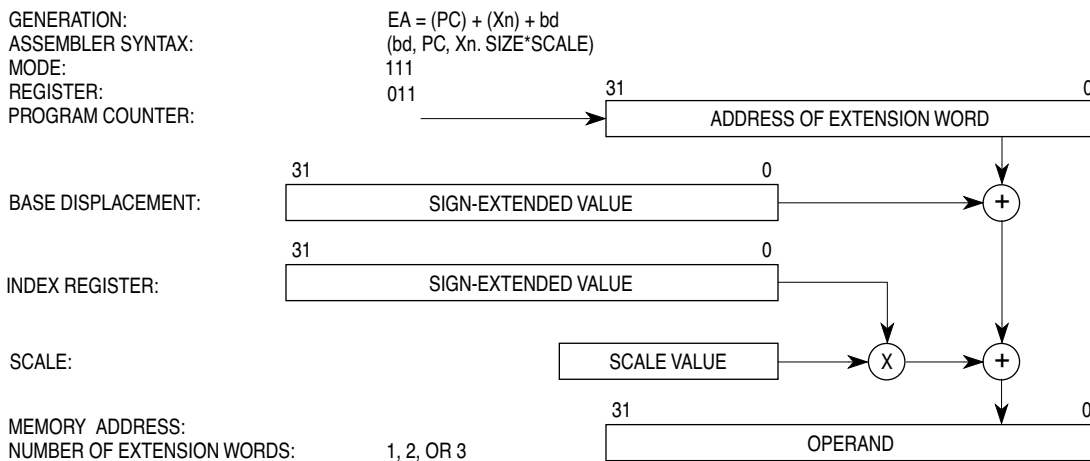 GENERATION: EA = (PC) + (Xn) + bd
ASSEMBLER SYNTAX: (bd, PC, Xn. SIZE*SCALE)
MODE: 111
REGISTER: 011
31 0
PROGRAM COUNTER: ADDRESS OF EXTENSION WORD
31 0
BASE DISPLACEMENT: SIGN-EXTENDED VALUE +
31 0
INDEX REGISTER: SIGN-EXTENDED VALUE
SCALE: SCALE VALUE X +
31 0
MEMORY ADDRESS: OPERAND
NUMBER OF EXTENSION WORDS: 1, 2, OR 3